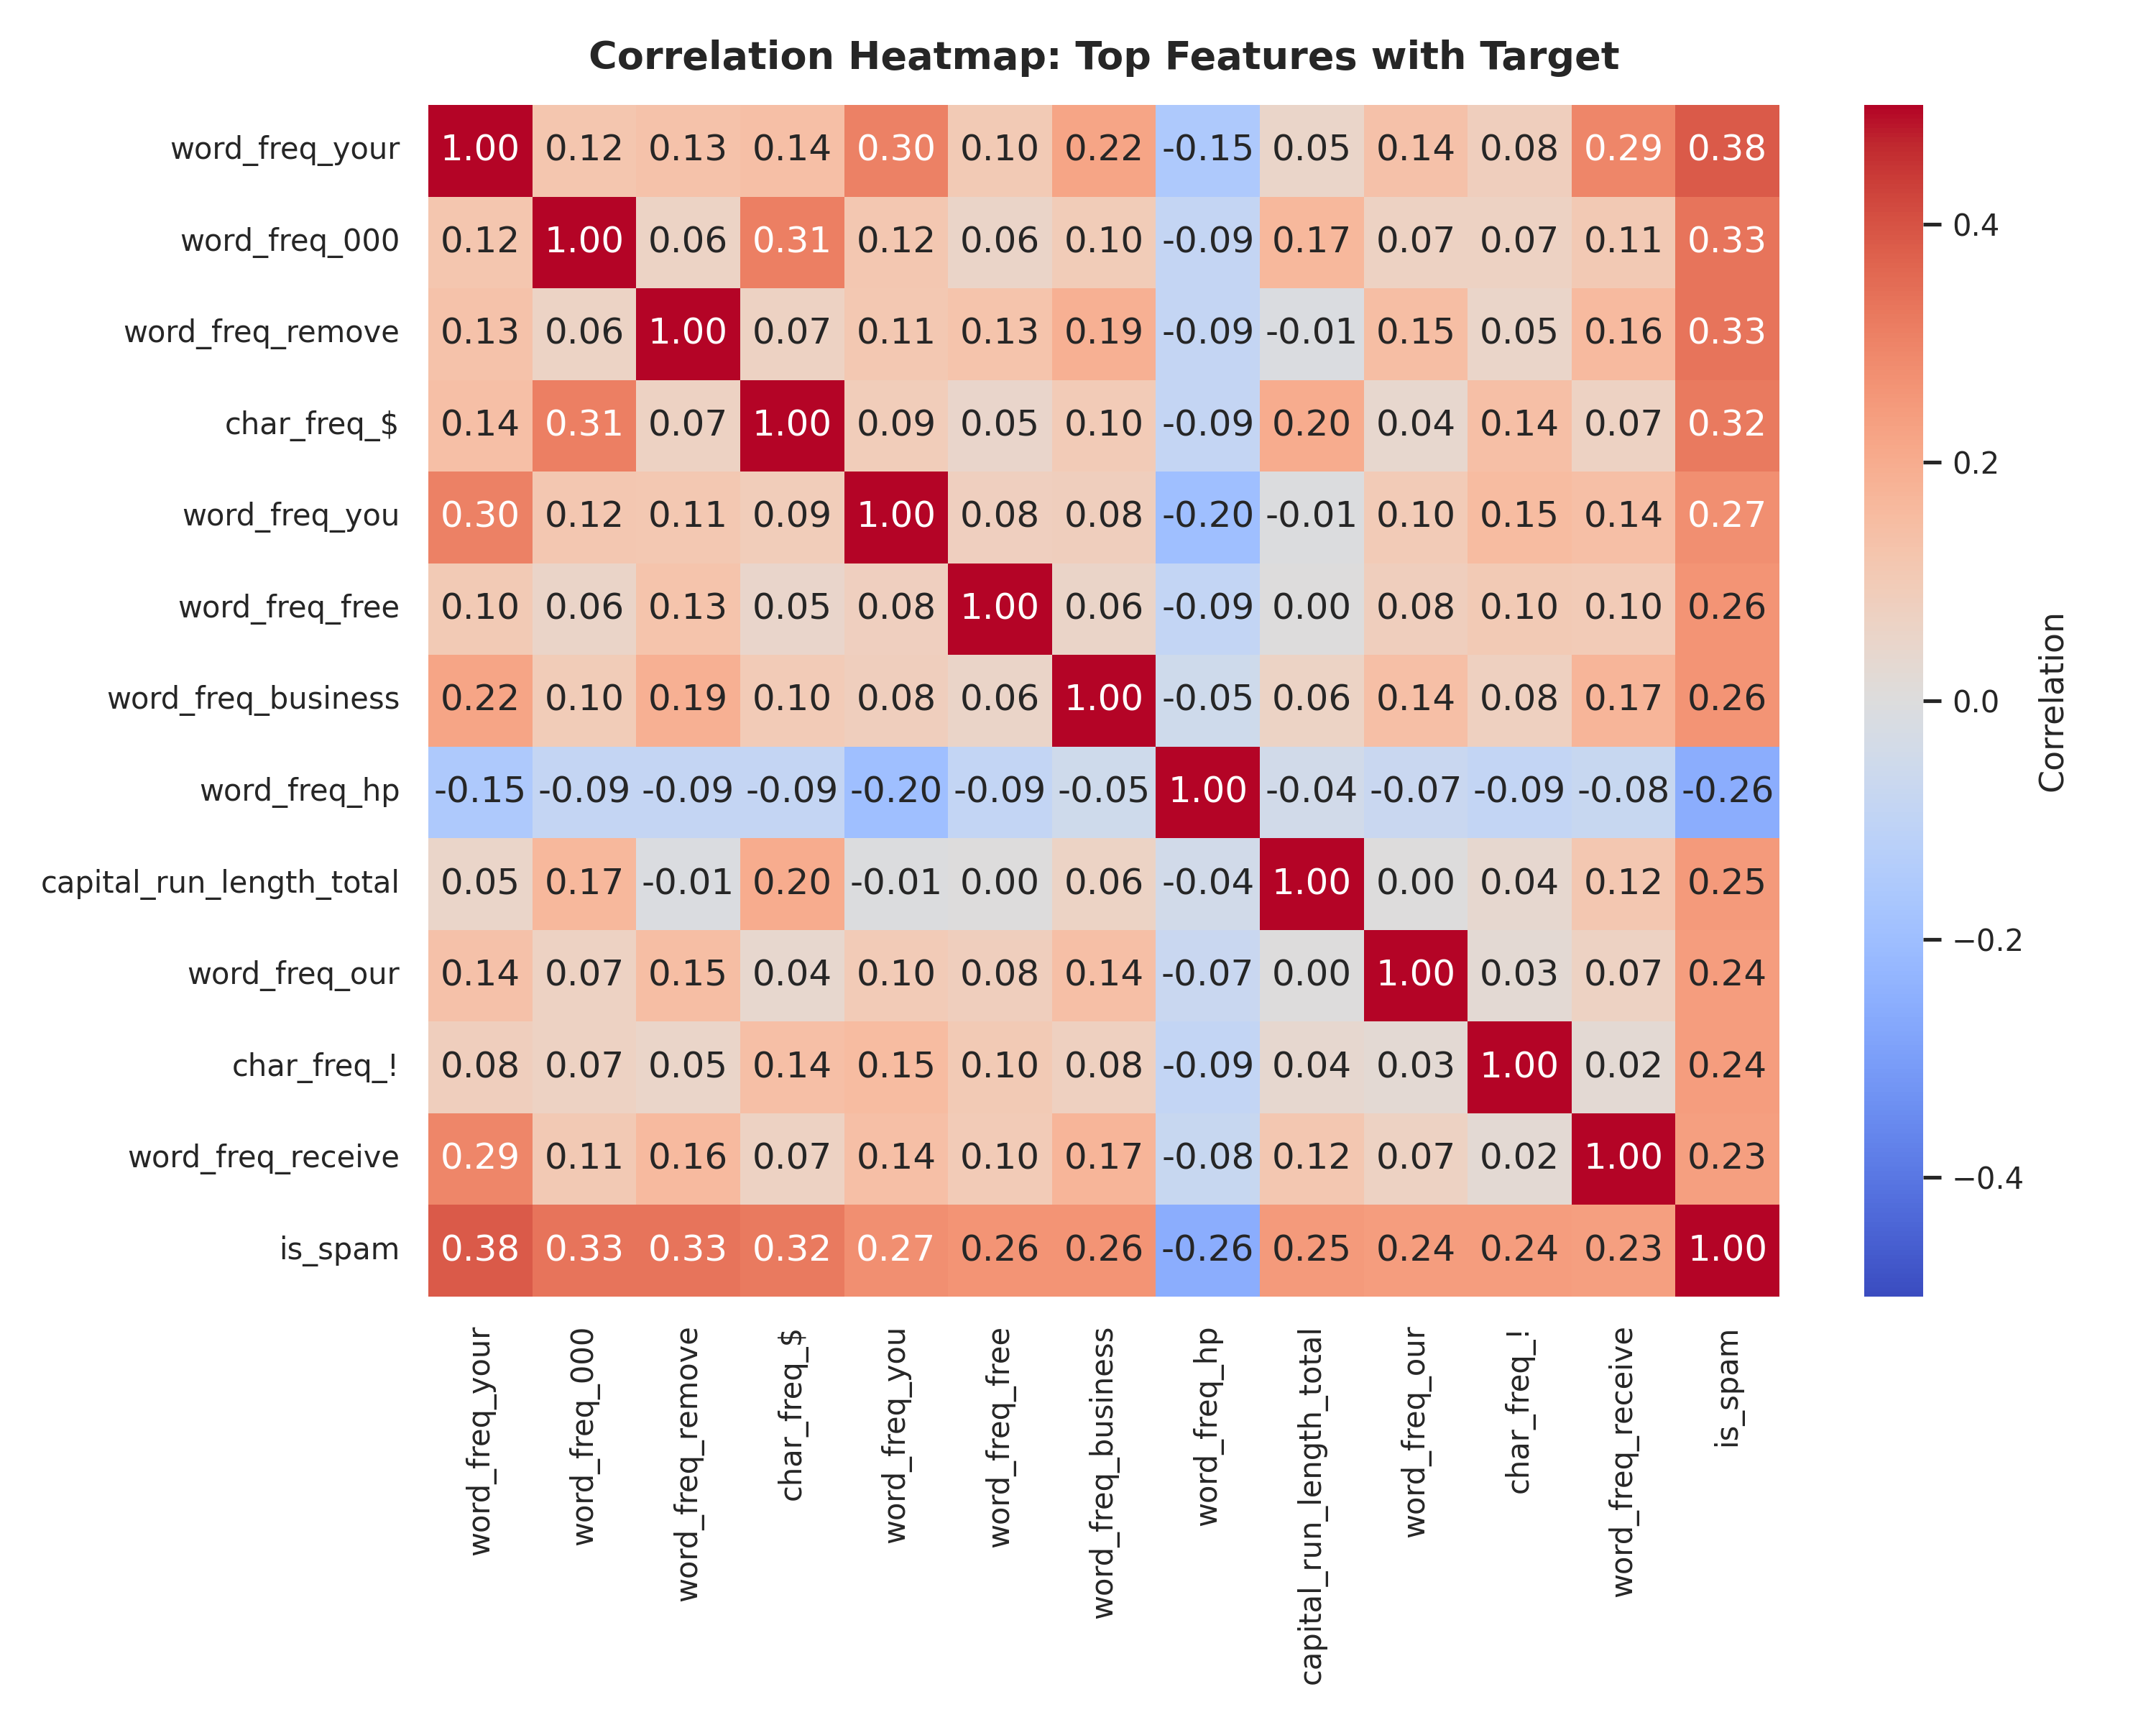 Correlation Heatmap: Top Features with Target
word_freq_your 1.00 0.12 0.13 0.14 0.30 0.10 0.22 -0.15 0.05 0.14 0.08 0.29 0.38
word_freq_000 0.12 1.00 0.06 0.31 0.12 0.06 0.10 -0.09 0.17 0.07 0.07 0.11 0.33
word_freq_remove 0.13 0.06 1.00 0.07 0.11 0.13 0.19 -0.09 -0.01 0.15 0.05 0.16 0.33
char_freq_$ 0.14 0.31 0.07 1.00 0.09 0.05 0.10 -0.09 0.20 0.04 0.14 0.07 0.32
word_freq_you 0.30 0.12 0.11 0.09 1.00 0.08 0.08 -0.20 -0.01 0.10 0.15 0.14 0.27
word_freq_free 0.10 0.06 0.13 0.05 0.08 1.00 0.06 -0.09 0.00 0.08 0.10 0.10 0.26
word_freq_business 0.22 0.10 0.19 0.10 0.08 0.06 1.00 -0.05 0.06 0.14 0.08 0.17 0.26
word_freq_hp -0.15 -0.09 -0.09 -0.09 -0.20 -0.09 -0.05 1.00 -0.04 -0.07 -0.09 -0.08 -0.26
capital_run_length_total 0.05 0.17 -0.01 0.20 -0.01 0.00 0.06 -0.04 1.00 0.00 0.04 0.12 0.25
word_freq_our 0.14 0.07 0.15 0.04 0.10 0.08 0.14 -0.07 0.00 1.00 0.03 0.07 0.24
char_freq_! 0.08 0.07 0.05 0.14 0.15 0.10 0.08 -0.09 0.04 0.03 1.00 0.02 0.24
word_freq_receive 0.29 0.11 0.16 0.07 0.14 0.10 0.17 -0.08 0.12 0.07 0.02 1.00 0.23
is_spam 0.38 0.33 0.33 0.32 0.27 0.26 0.26 -0.26 0.25 0.24 0.24 0.23 1.00
word_freq_your
word_freq_000
word_freq_remove
char_freq_$
word_freq_you
word_freq_free
word_freq_business
word_freq_hp
capital_run_length_total
word_freq_our
char_freq_!
word_freq_receive
is_spam
0.4
0.2
0.0
−0.2
−0.4
Correlation